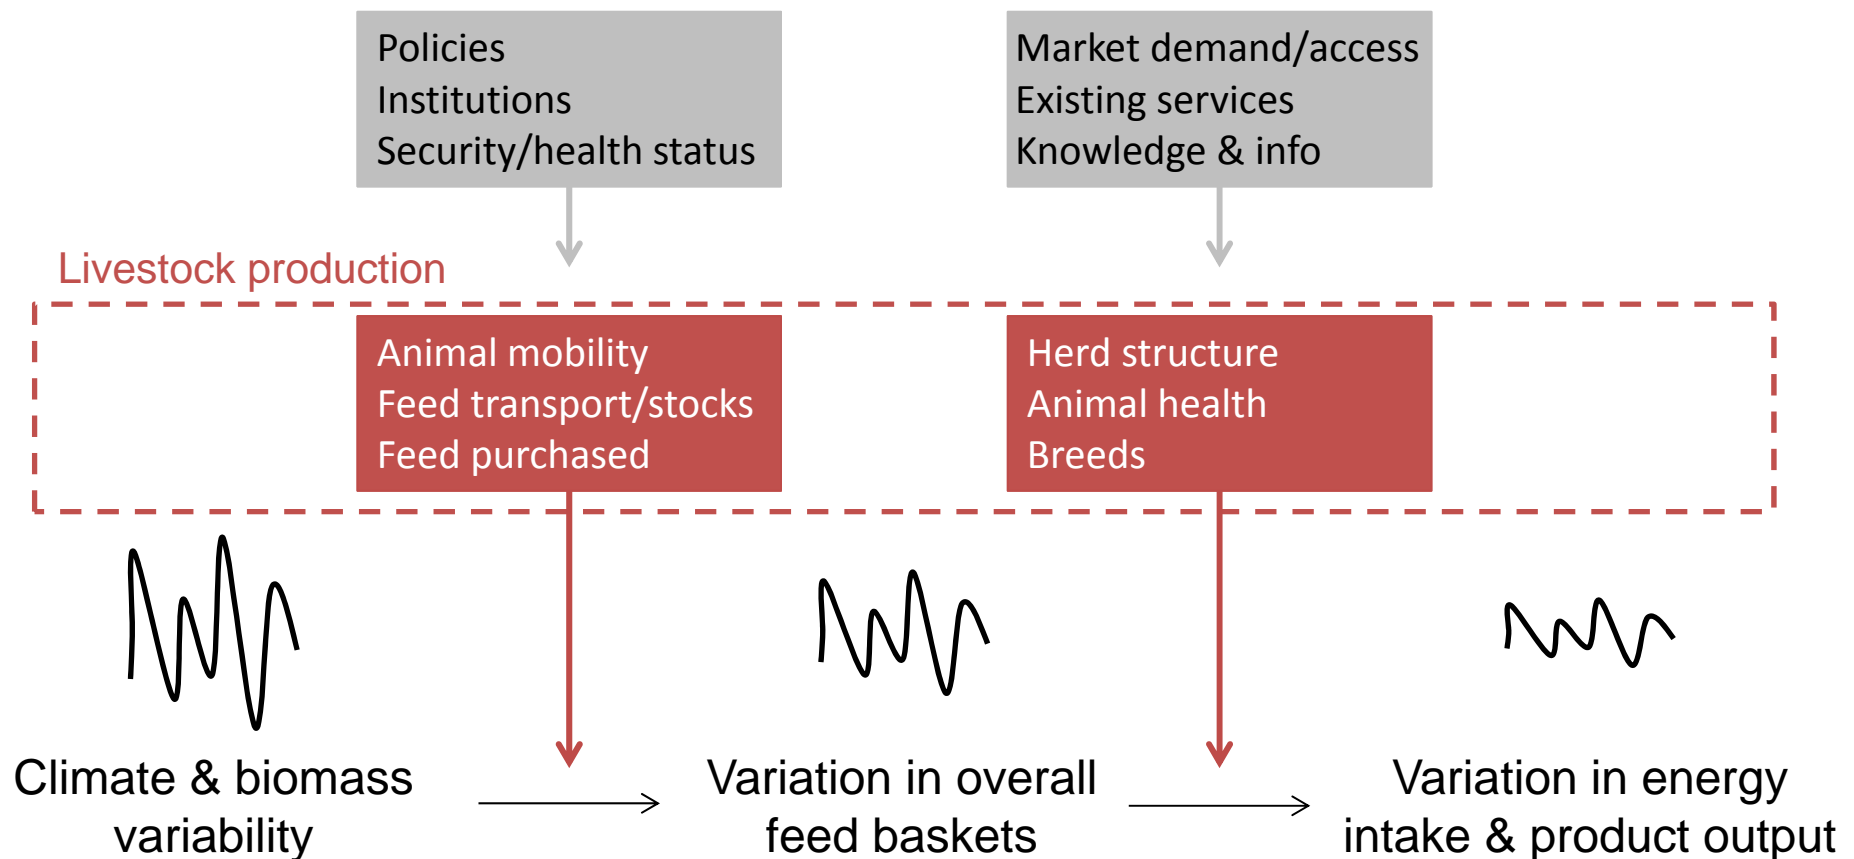 Policies
Institutions
Security/health status
Market demand/access
Existing services
Knowledge & info
Livestock production
Animal mobility
Feed transport/stocks
Feed purchased
Herd structure
Animal health
Breeds
Climate & biomass
variability
Variation in overall
feed baskets
Variation in energy
intake & product output